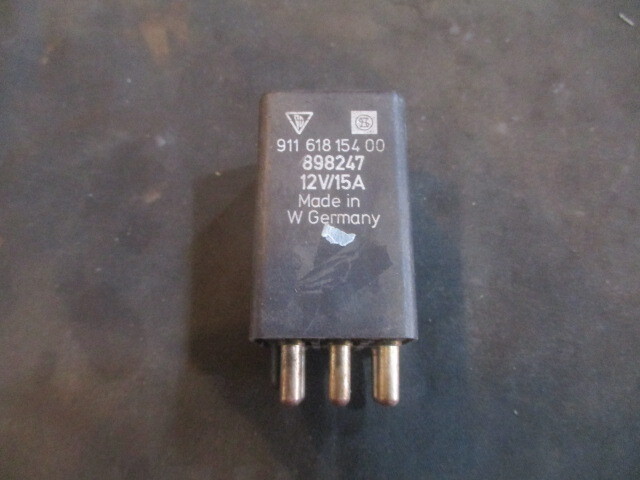 911 618 154 00
898247
12V/15A
Made in
W Germany